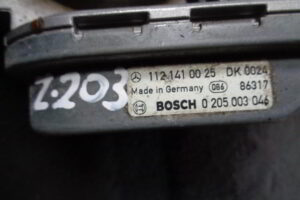 Z-203
112 141 00 25 DK 0024
Made in Germany 086 86317
BOSCH 0 205 003 046